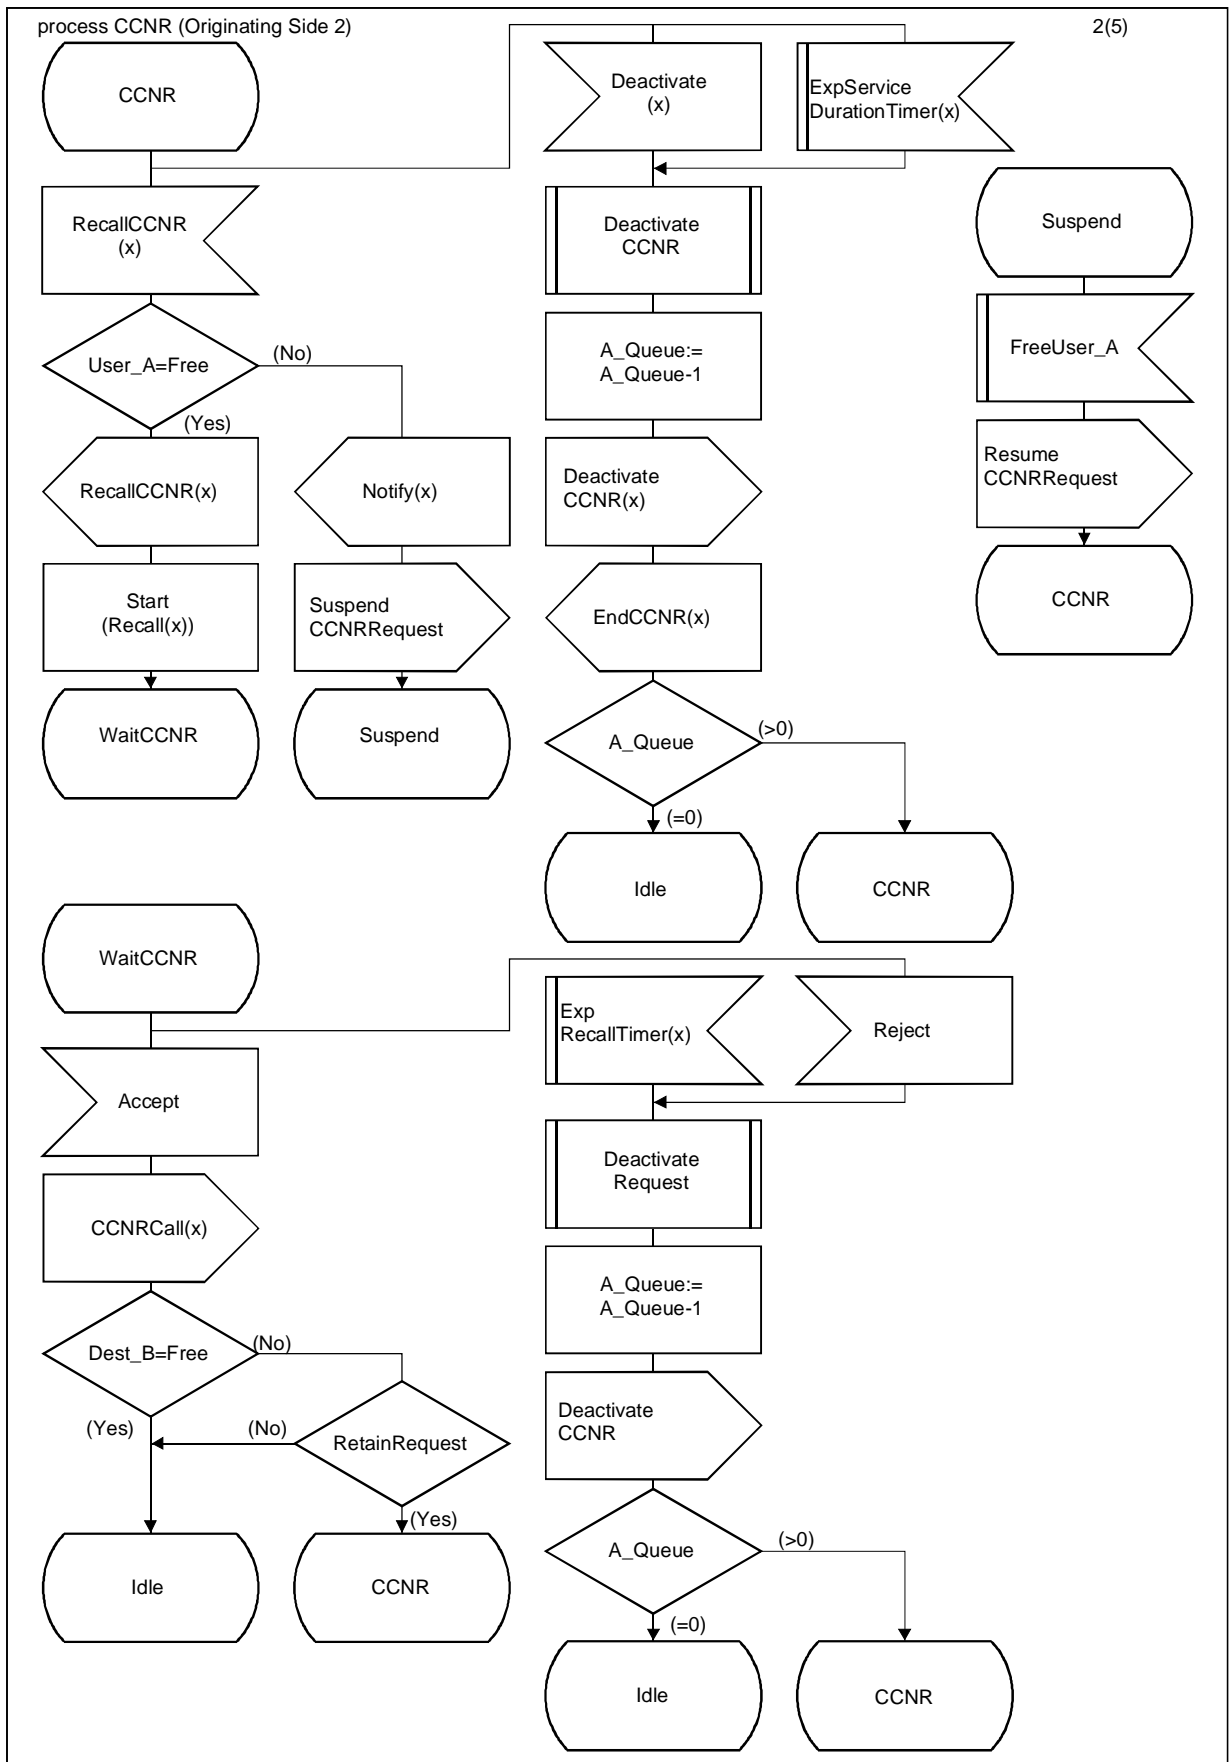 process CCNR (Originating Side 2)
2(5)
CCNR
RecallCCNR
(x)
User_A=Free
(No)
(Yes)
RecallCCNR(x)
Notify(x)
Start
(Recall(x))
Suspend
CCNRRequest
WaitCCNR
Suspend
Deactivate
(x)
ExpService
DurationTimer(x)
Deactivate
CCNR
A_Queue:=
A_Queue-1
Deactivate
CCNR(x)
EndCCNR(x)
A_Queue
(>0)
(=0)
Idle
CCNR
Suspend
FreeUser_A
Resume
CCNRRequest
CCNR
WaitCCNR
Accept
CCNRCall(x)
Dest_B=Free
(No)
(Yes)
(No)
RetainRequest
(Yes)
Idle
CCNR
Exp
RecallTimer(x)
Reject
Deactivate
Request
A_Queue:=
A_Queue-1
Deactivate
CCNR
A_Queue
(>0)
(=0)
Idle
CCNR